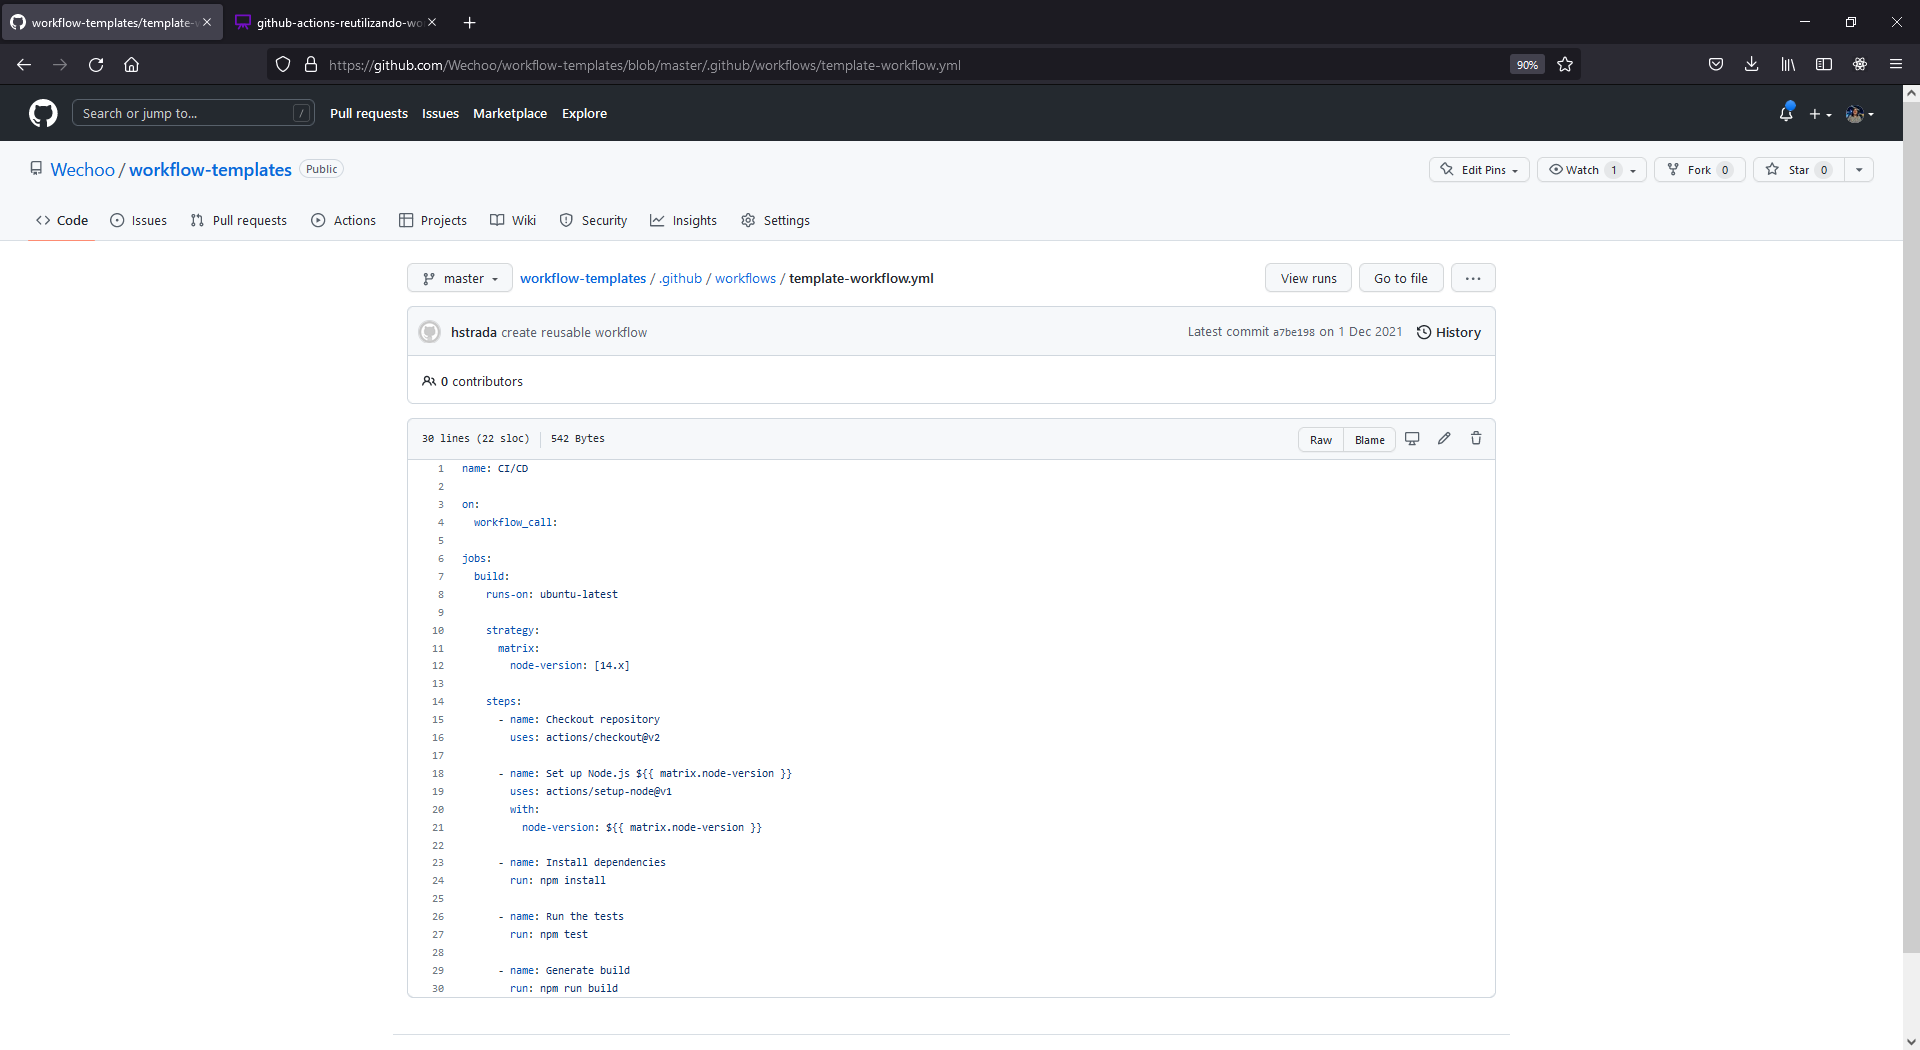 workflow-templates/template-w
github-actions-reutilizando-wo
https://github.com/Wechoo/workflow-templates/blob/master/.github/workflows/template-workflow.yml
90%
Search or jump to...
/
Pull requests
Issues
Marketplace
Explore
Wechoo / workflow-templates
Public
Edit Pins
Watch 1
Fork 0
Star 0
Code
Issues
Pull requests
Actions
Projects
Wiki
Security
Insights
Settings
master
workflow-templates / .github / workflows / template-workflow.yml
View runs
Go to file
...
hstrada create reusable workflow
Latest commit a7be198 on 1 Dec 2021
History
0 contributors
30 lines (22 sloc)
542 Bytes
Raw
Blame
1 name: CI/CD
2
3 on:
4 workflow_call:
5
6 jobs:
7 build:
8 runs-on: ubuntu-latest
9
10 strategy:
11 matrix:
12 node-version: [14.x]
13
14 steps:
15 - name: Checkout repository
16 uses: actions/checkout@v2
17
18 - name: Set up Node.js ${{ matrix.node-version }}
19 uses: actions/setup-node@v1
20 with:
21 node-version: ${{ matrix.node-version }}
22
23 - name: Install dependencies
24 run: npm install
25
26 - name: Run the tests
27 run: npm test
28
29 - name: Generate build
30 run: npm run build